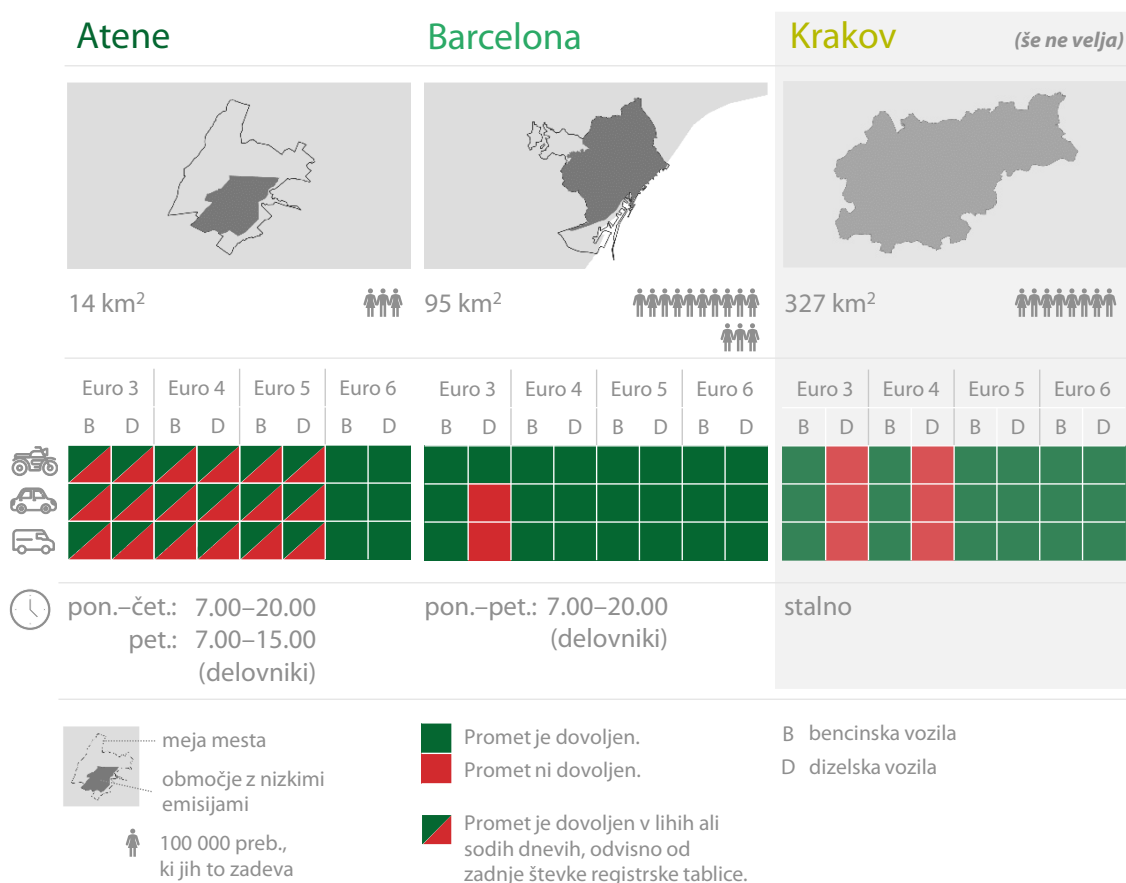 Atene
Barcelona
Krakov
(še ne velja)
14 km²
95 km²
327 km²
Euro 3 Euro 4 Euro 5 Euro 6
B D B D B D B D
Euro 3 Euro 4 Euro 5 Euro 6
B D B D B D B D
Euro 3 Euro 4 Euro 5 Euro 6
B D B D B D B D
pon.–čet.: 7.00–20.00
pet.: 7.00–15.00
(delovniki)
pon.–pet.: 7.00–20.00
(delovniki)
stalno
meja mesta
območje z nizkimi
emisijami
100 000 preb.,
ki jih to zadeva
Promet je dovoljen.
Promet ni dovoljen.
Promet je dovoljen v lihih ali
sodih dnevih, odvisno od
zadnje števke registrske tablice.
B bencinska vozila
D dizelska vozila